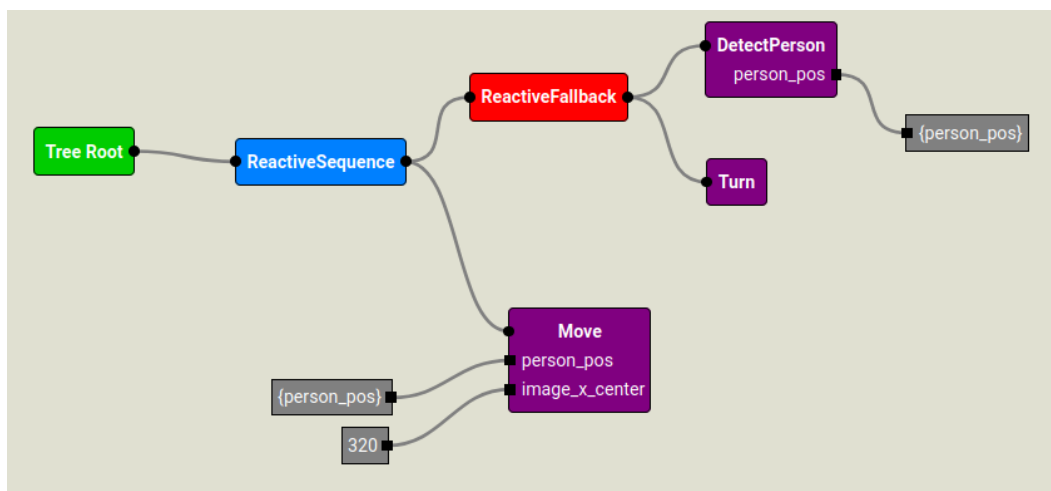 Tree Root
ReactiveSequence
ReactiveFallback
DetectPerson
person_pos
{person_pos}
Turn
Move
person_pos
image_x_center
{person_pos}
320